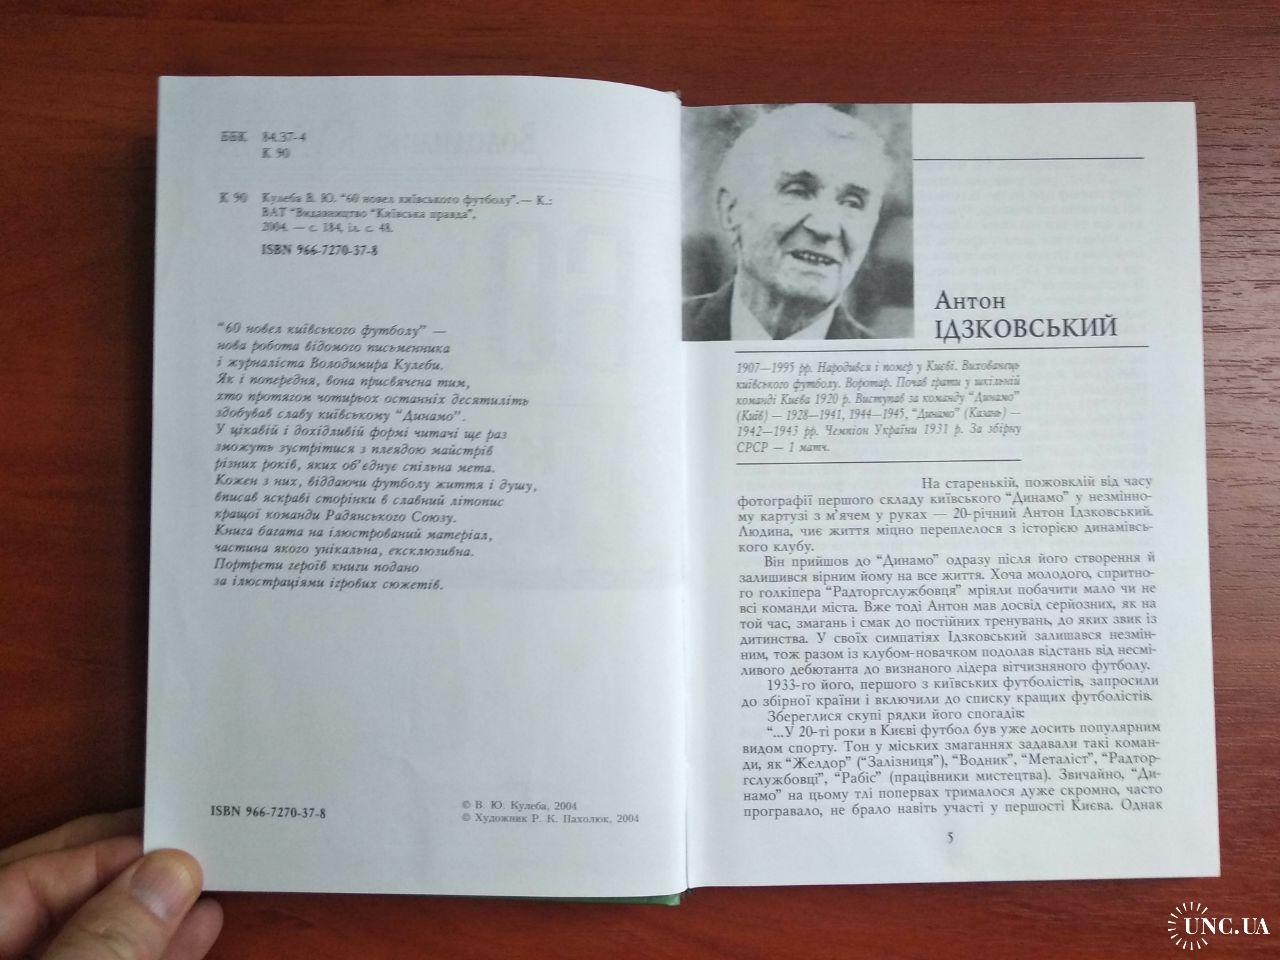 ББК 84.37-4
К 90
К 90 Кулеба В. Ю. “60 новел київського футболу”.— К.:
ВАТ “Видавництво “Київська правда”,
2004. — с. 184, іл. с. 48.
ISBN 966-7270-37-8
“60 новел київського футболу” —
нова робота відомого письменника
і журналіста Володимира Кулеби.
Як і попередня, вона присвячена тим,
хто протягом чотирьох останніх десятиліть
здобував славу київському “Динамо”.
У цікавій і дохідливій формі читачі ще раз
зможуть зустрітися з плеядою майстрів
різних років, яких об’єднує спільна мета.
Кожен з них, віддаючи футболу життя і душу,
вписав яскраві сторінки в славний літопис
кращої команди Радянського Союзу.
Книга багата на ілюстрований матеріал,
частина якого унікальна, ексклюзивна.
Портрети героїв книги подано
за ілюстраціями ігрових сюжетів.
ISBN 966-7270-37-8
© В. Ю. Кулеба, 2004
© Художник Р. К. Пахолюк, 2004
Антон
ІДЗКОВСЬКИЙ
1907—1995 рр. Народився і помер у Києві. Вихованець
київського футболу. Воротар. Почав грати у шкільній
команді Києва 1920 р. Виступав за команду “Динамо”
(Київ) — 1928—1941, 1944—1945, “Динамо” (Казань) —
1942—1943 рр. Чемпіон України 1931 р. За збірну
СРСР — 1 матч.
На старенькій, пожовклій від часу
фотографії першого складу київського “Динамо” у незмінно-
му картузі з м’ячем у руках — 20-річний Антон Ідзковський.
Людина, чиє життя міцно переплелося з історією динамівсь-
кого клубу.
Він прийшов до “Динамо” одразу після його створення й
залишився вірним йому на все життя. Хоча молодого, спритно-
го голкіпера “Радторгслужбовця” мріяли побачити мало чи не
всі команди міста. Вже тоді Антон мав досвід серйозних, як на
той час, змагань і смак до постійних тренувань, до яких звик із
дитинства. У своїх симпатіях Ідзковський залишався незмін-
ним, тож разом із клубом-новачком подолав відстань від несмі-
ливого дебютанта до визнаного лідера вітчизняного футболу.
1933-го його, першого з київських футболістів, запросили
до збірної країни і включили до списку кращих футболістів.
Збереглися скупі рядки його спогадів:
“...У 20-ті роки в Києві футбол був уже досить популярним
видом спорту. Тон у міських змаганнях задавали такі коман-
ди, як “Желдор” (“Залізниця”), “Водник”, “Металіст”, “Радтор-
гслужбовці”, “Рабіс” (працівники мистецтва). Звичайно, “Ди-
намо” на цьому тлі попервах трималося дуже скромно, часто
програвало, не брало навіть участі у першості Києва. Однак
5
UNC.UA